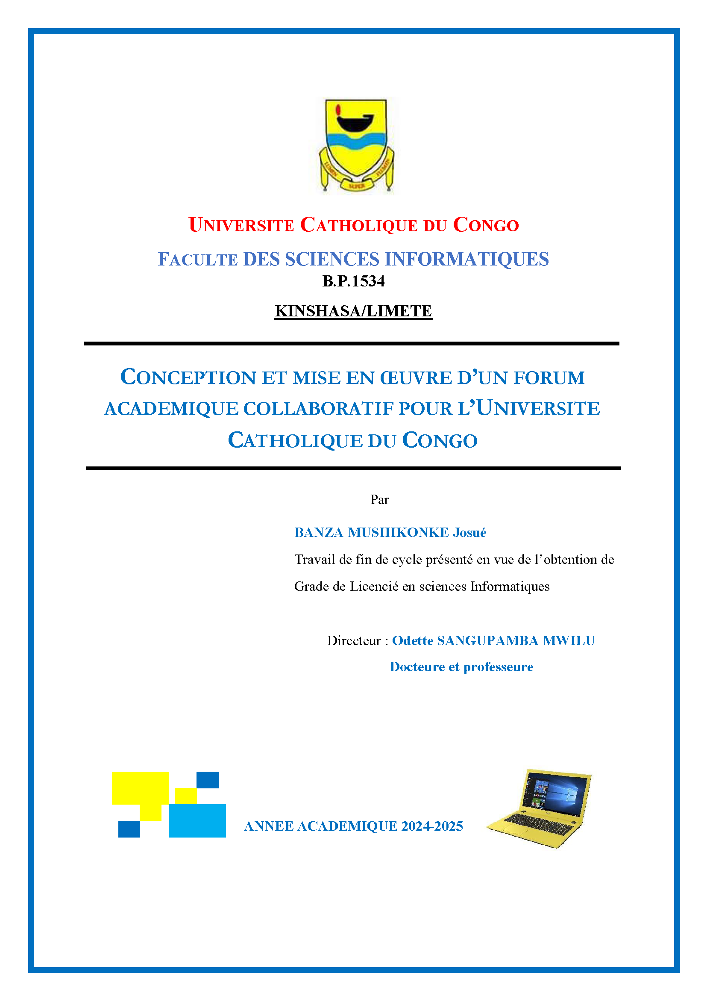 LUMEN SUPER FLUMEN
UNIVERSITE CATHOLIQUE DU CONGO
FACULTE DES SCIENCES INFORMATIQUES
B.P.1534
KINSHASA/LIMETE
CONCEPTION ET MISE EN ŒUVRE D’UN FORUM
ACADEMIQUE COLLABORATIF POUR L’UNIVERSITE
CATHOLIQUE DU CONGO
Par
BANZA MUSHIKONKE Josué
Travail de fin de cycle présenté en vue de l’obtention de
Grade de Licencié en sciences Informatiques
Directeur : Odette SANGUPAMBA MWILU
Docteure et professeure
ANNEE ACADEMIQUE 2024-2025